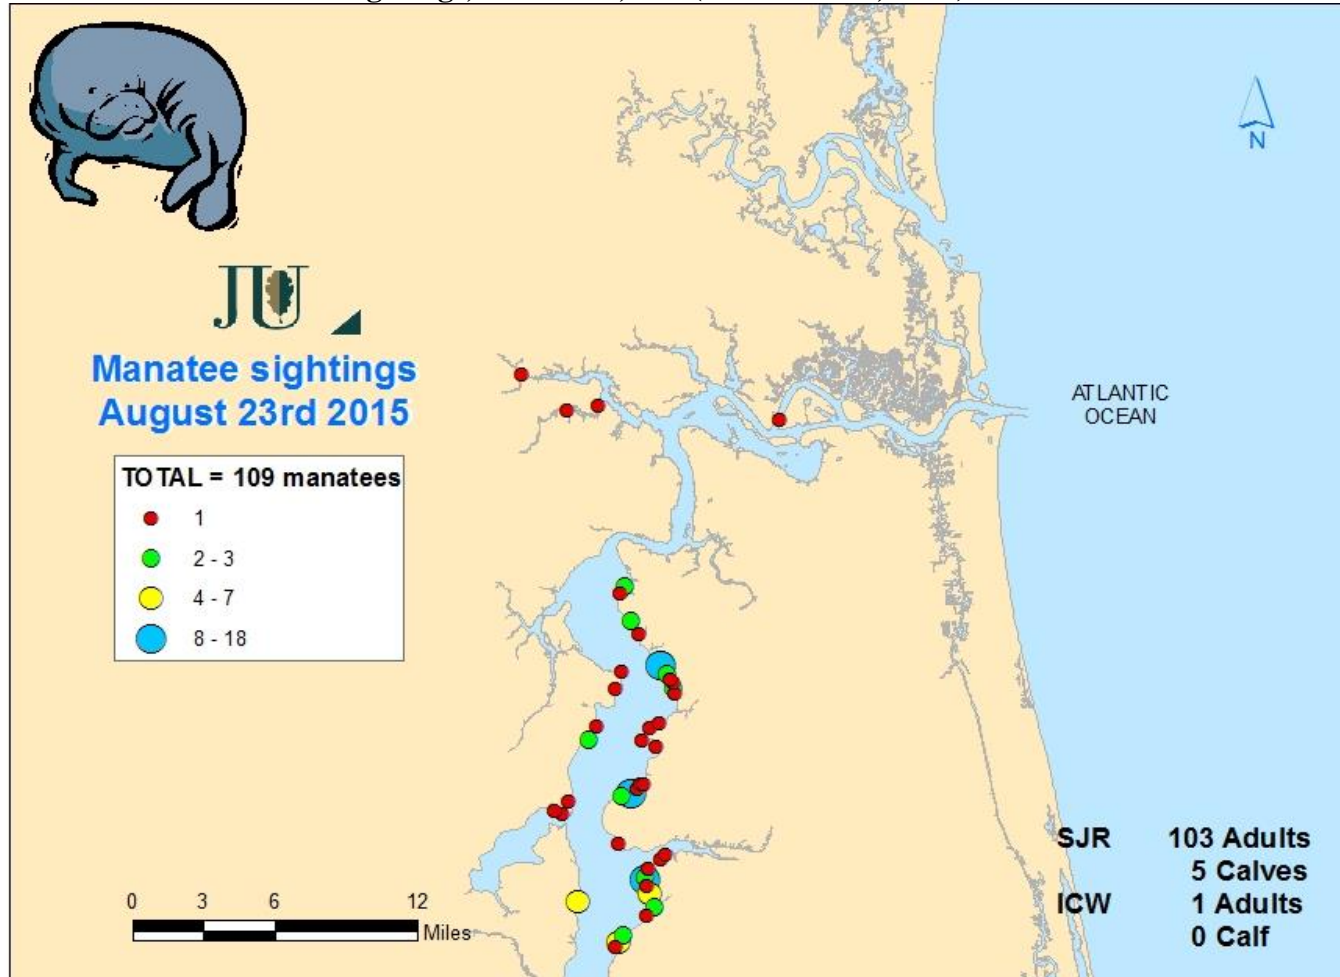 N
JU
Manatee sightings
August 23rd 2015
ATLANTIC
OCEAN
TOTAL = 109 manatees
1
2 - 3
4 - 7
8 - 18
SJR 103 Adults
5 Calves
ICW 1 Adults
0 Calf
0 3 6 12
Miles